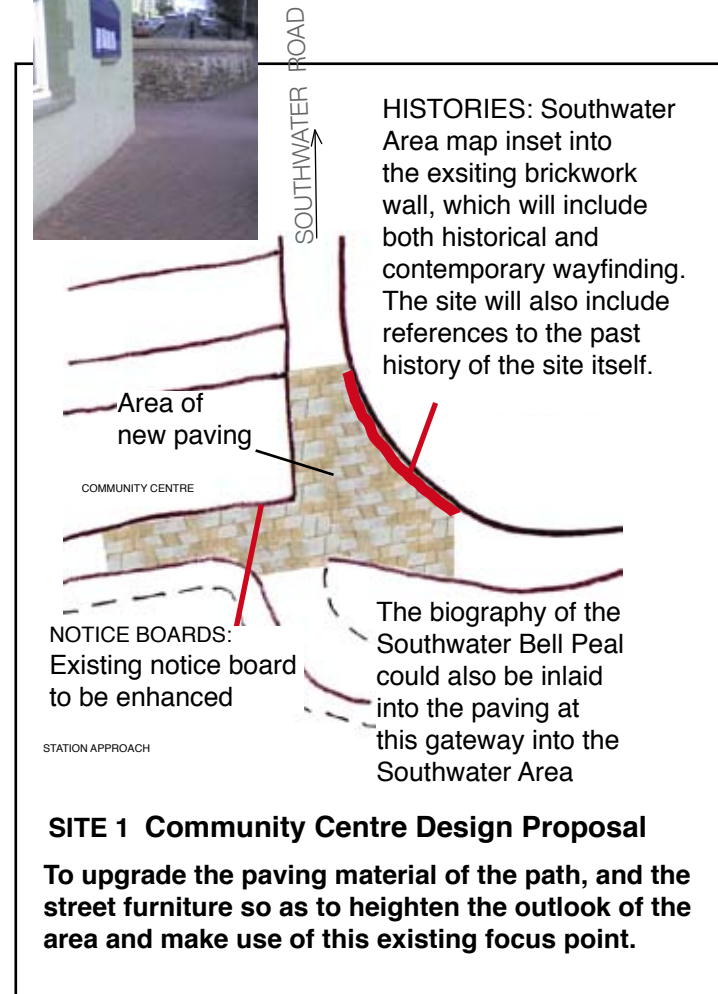 SOUTHWATER ROAD
HISTORIES: Southwater
Area map inset into
the exsiting brickwork
wall, which will include
both historical and
contemporary wayfinding.
The site will also include
references to the past
history of the site itself.
Area of
new paving
COMMUNITY CENTRE
NOTICE BOARDS:
Existing notice board
to be enhanced
STATION APPROACH
The biography of the
Southwater Bell Peal
could also be inlaid
into the paving at
this gateway into the
Southwater Area
SITE 1 Community Centre Design Proposal
To upgrade the paving material of the path, and the
street furniture so as to heighten the outlook of the
area and make use of this existing focus point.